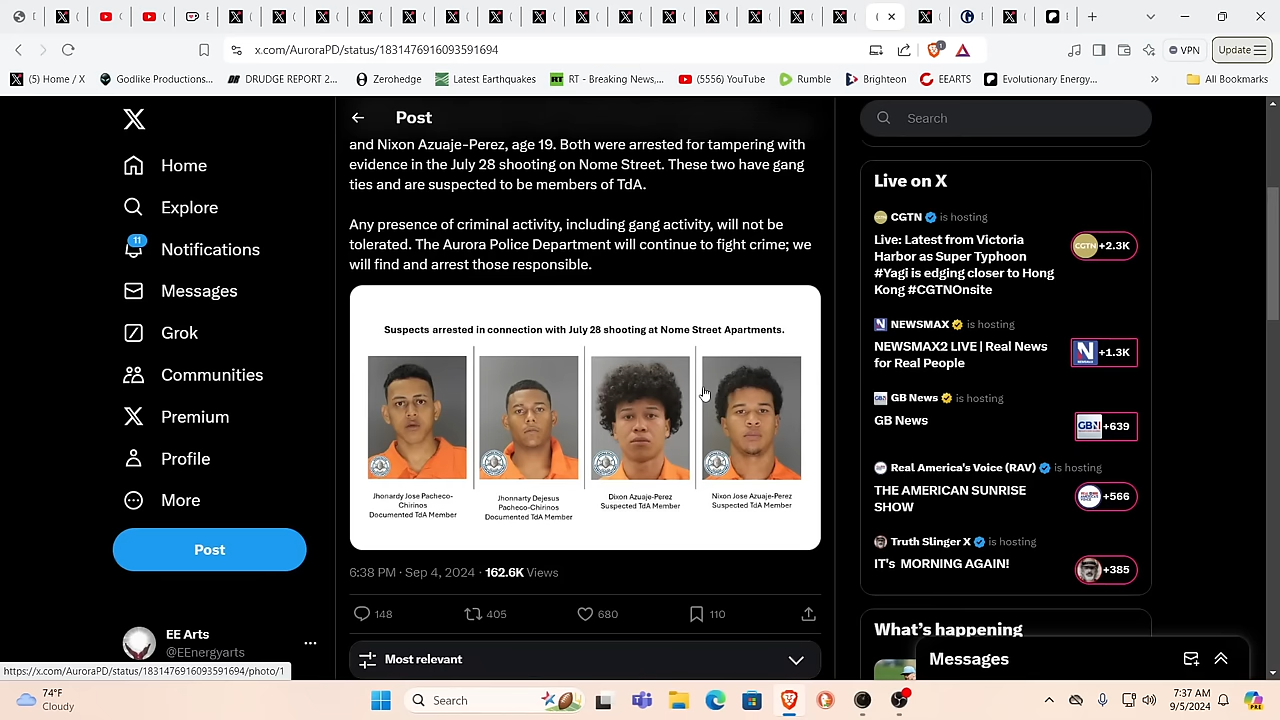 x.com/AuroraPD/status/1831476916093591694
VPN
Update
(5) Home / X
Godlike Productions...
DRUDGE REPORT 2...
Zerohedge
Latest Earthquakes
RT - Breaking News,...
(5556) YouTube
Rumble
Brighteon
EEARTS
Evolutionary Energy...
All Bookmarks
Home
Explore
11
Notifications
Messages
Grok
Communities
Premium
Profile
More
Post
EE Arts
@EEnergyarts
https://x.com/AuroraPD/status/1831476916093591694/photo/1
Post
and Nixon Azuaje-Perez, age 19. Both were arrested for tampering with
evidence in the July 28 shooting on Nome Street. These two have gang
ties and are suspected to be members of TdA.
Any presence of criminal activity, including gang activity, will not be
tolerated. The Aurora Police Department will continue to fight crime; we
will find and arrest those responsible.
Suspects arrested in connection with July 28 shooting at Nome Street Apartments.
Jhonardy Jose Pacheco-
Chirinos
Documented TdA Member
Jhonnarty Dejesus
Pacheco-Chirinos
Documented TdA Member
Dixon Azuaje-Perez
Suspected TdA Member
Nixon Jose Azuaje-Perez
Suspected TdA Member
6:38 PM · Sep 4, 2024 · 162.6K Views
148
405
680
110
Most relevant
Search
Live on X
CGTN is hosting
Live: Latest from Victoria
Harbor as Super Typhoon
#Yagi is edging closer to Hong
Kong #CGTNOnsite
CGTN
+2.3K
NEWSMAX is hosting
NEWSMAX2 LIVE | Real News
for Real People
+1.3K
GB News is hosting
GB News
GBN
+639
Real America's Voice (RAV) is hosting
THE AMERICAN SUNRISE
SHOW
+566
Truth Slinger X is hosting
IT's MORNING AGAIN!
+385
What's happening
Messages
74°F
Cloudy
Search
7:37 AM
9/5/2024